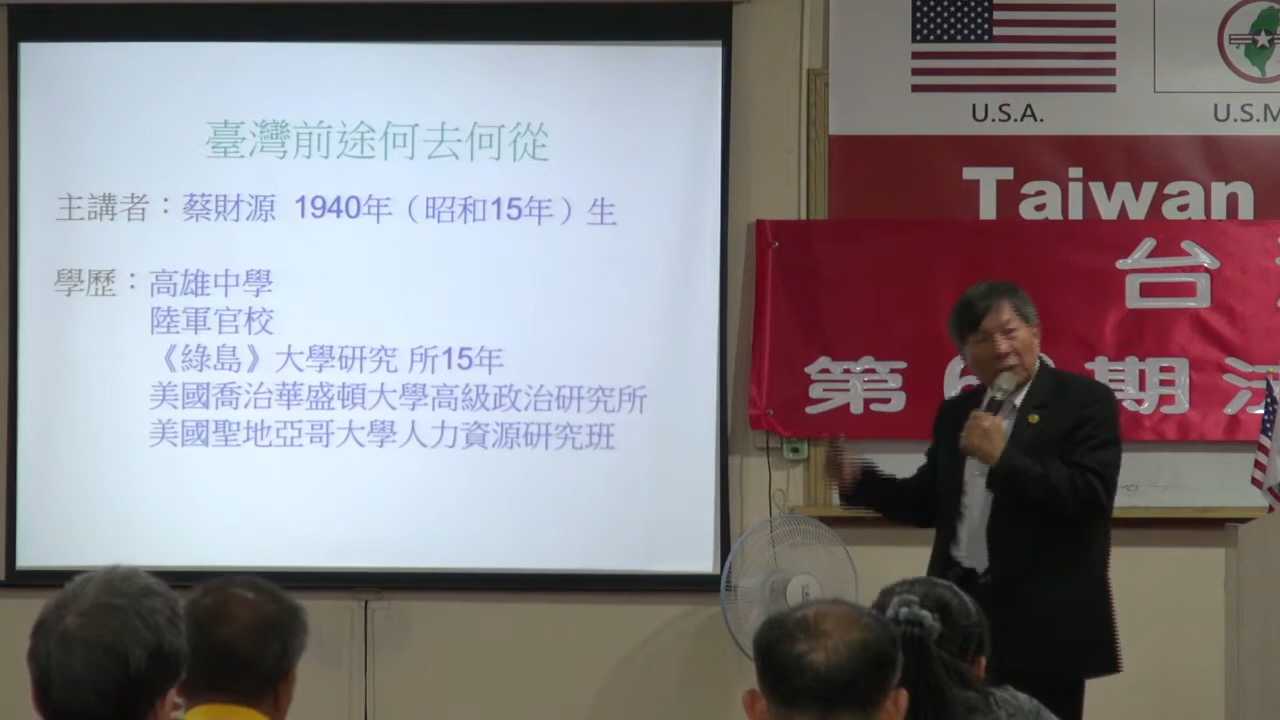 臺灣前途何去何從
主講者：蔡財源 1940年（昭和15年）生
學歷：高雄中學
陸軍官校
《綠島》大學研究 所15年
美國喬治華盛頓大學高級政治研究所
美國聖地亞哥大學人力資源研究班
U.S.A.
U.S.M
Taiwan
台
第6 期